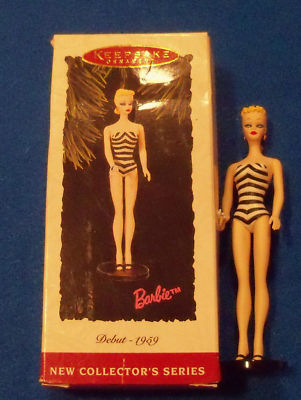 KEEPSAKE
ORNAMENT
Barbie™
Debut - 1959
NEW COLLECTOR'S SERIES